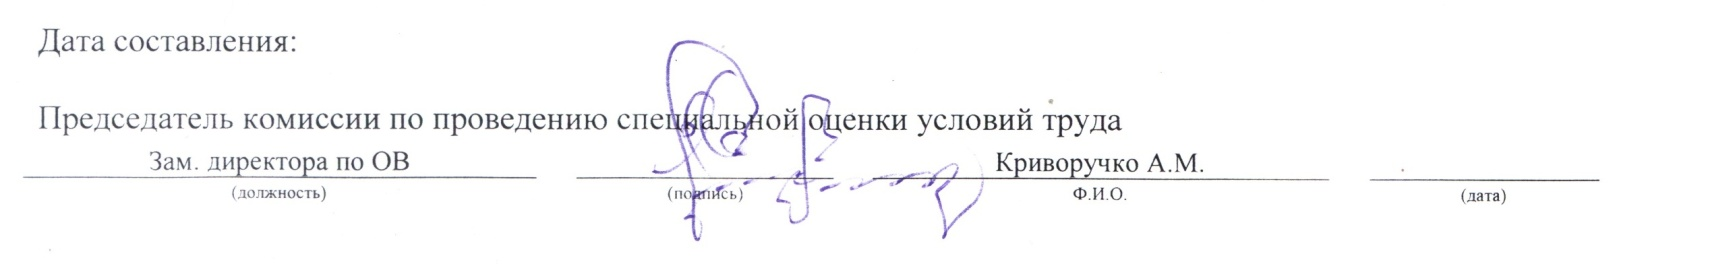 Дата составления:
Председатель комиссии по проведению специальной оценки условий труда
Зам. директора по ОВ Криворучко А.М.
(должность) (подпись) Ф.И.О. (дата)